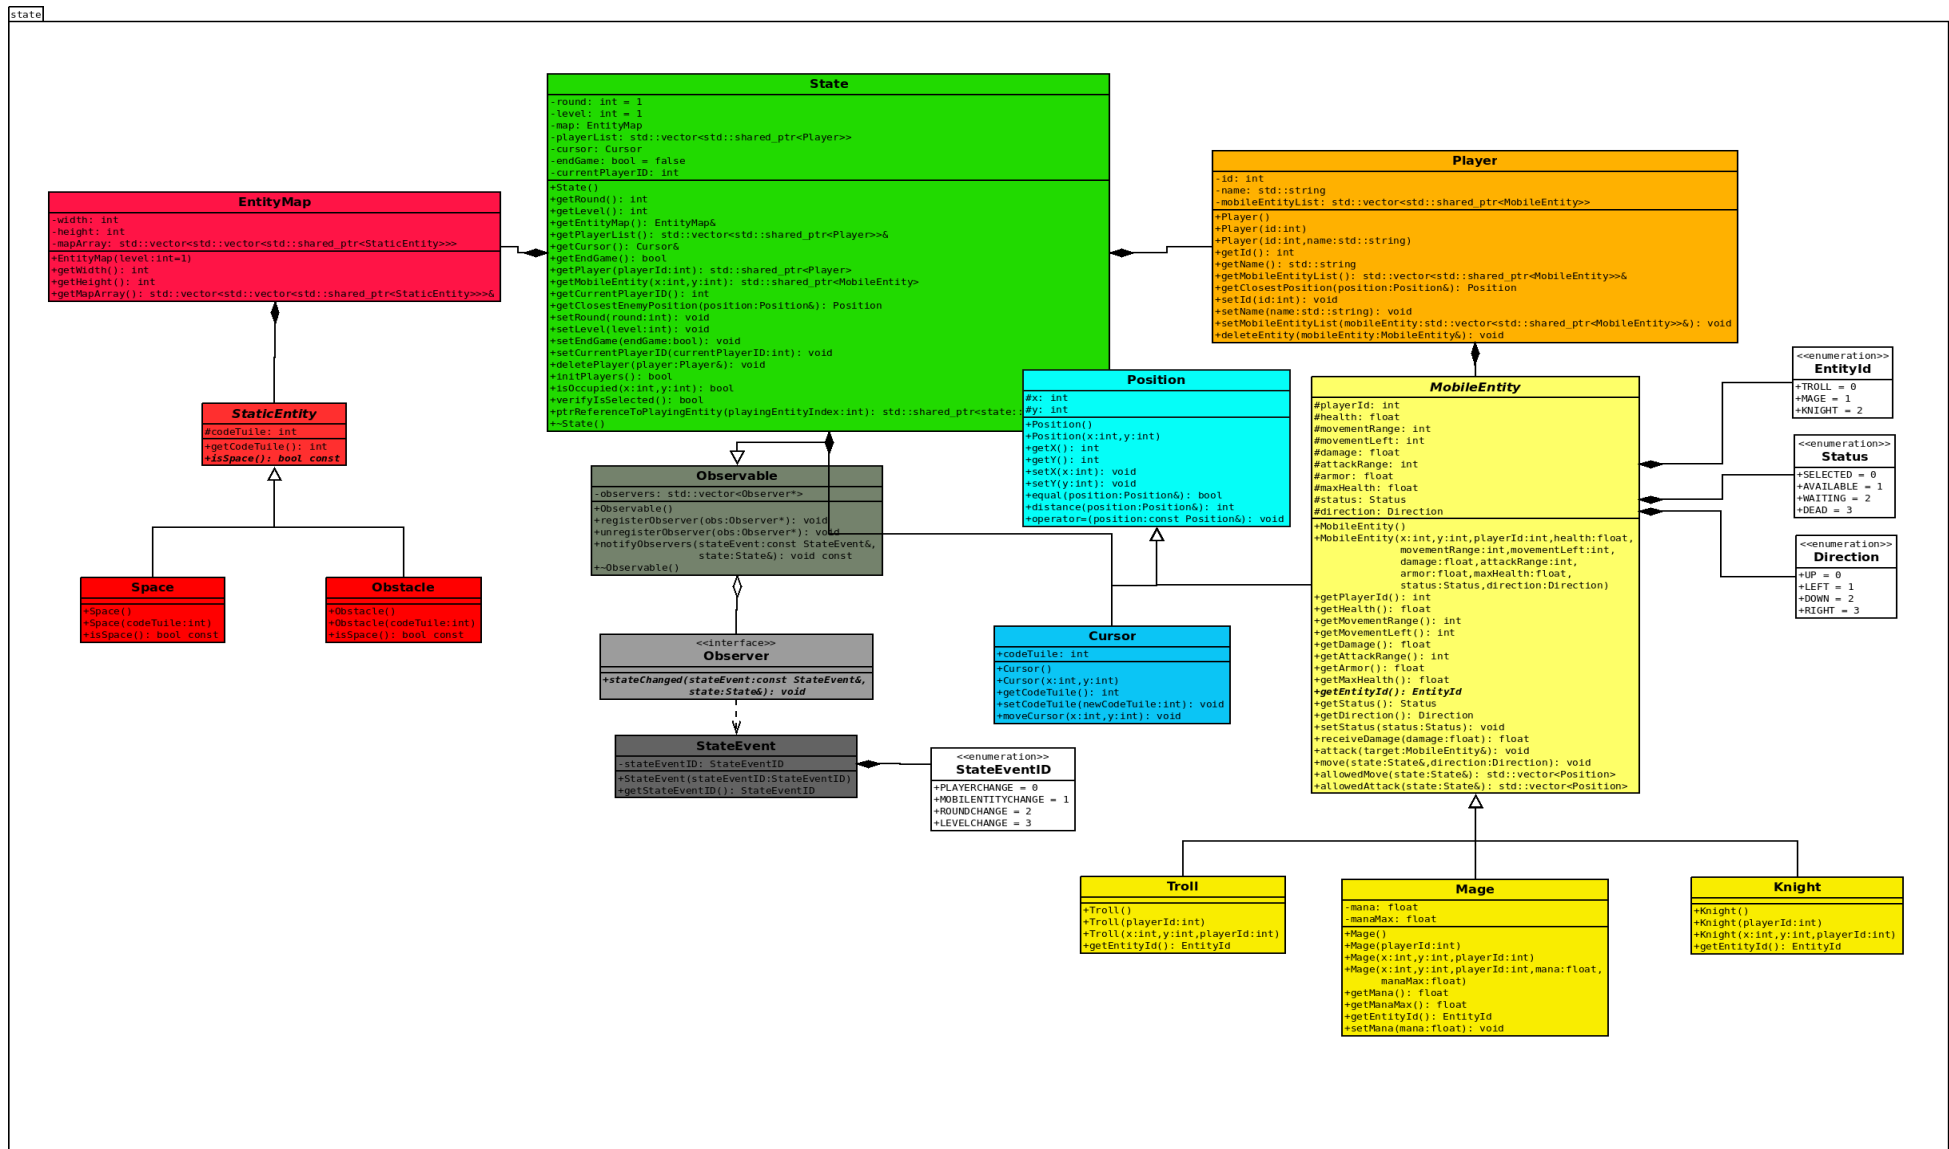 state
State
-round: int = 1
-level: int = 1
-map: EntityMap
-playerList: std::vector<std::shared_ptr<Player>>
-cursor: Cursor
-endGame: bool = false
-currentPlayerID: int
+State()
+getRound(): int
+getLevel(): int
+getEntityMap(): EntityMap&
+getPlayerList(): std::vector<std::shared_ptr<Player>>&
+getCursor(): Cursor&
+getEndGame(): bool
+getPlayer(playerId:int): std::shared_ptr<Player>
+getMobileEntity(x:int,y:int): std::shared_ptr<MobileEntity>
+getCurrentPlayerID(): int
+getClosestEnemyPosition(position:Position&): Position
+setRound(round:int): void
+setLevel(level:int): void
+setEndGame(endGame:bool): void
+setCurrentPlayerID(currentPlayerID:int): void
+deletePlayer(player:Player&): void
+initPlayers(): bool
+isOccupied(x:int,y:int): bool
+verifyIsSelected(): bool
+ptrReferenceToPlayingEntity(playingEntityIndex:int): std::shared_ptr<state::
+~State()
EntityMap
-width: int
-height: int
-mapArray: std::vector<std::vector<std::shared_ptr<StaticEntity>>>
+EntityMap(level:int=1)
+getWidth(): int
+getHeight(): int
+getMapArray(): std::vector<std::vector<std::shared_ptr<StaticEntity>>>&
Player
-id: int
-name: std::string
-mobileEntityList: std::vector<std::shared_ptr<MobileEntity>>
+Player()
+Player(id:int)
+Player(id:int,name:std::string)
+getId(): int
+getName(): std::string
+getMobileEntityList(): std::vector<std::shared_ptr<MobileEntity>>&
+getClosestPosition(position:Position&): Position
+setId(id:int): void
+setName(name:std::string): void
+setMobileEntityList(mobileEntity:std::vector<std::shared_ptr<MobileEntity>>&): void
+deleteEntity(mobileEntity:MobileEntity&): void
StaticEntity
#codeTuile: int
+getCodeTuile(): int
+isSpace(): bool const
Space
+Space()
+Space(codeTuile:int)
+isSpace(): bool const
Obstacle
+Obstacle()
+Obstacle(codeTuile:int)
+isSpace(): bool const
Observable
-observers: std::vector<Observer*>
+Observable()
+registerObserver(obs:Observer*): void
+unregisterObserver(obs:Observer*): void
+notifyObservers(stateEvent:const StateEvent&,
state:State&): void const
+~Observable()
<<interface>>
Observer
+stateChanged(stateEvent:const StateEvent&,
state:State&): void
StateEvent
-stateEventID: StateEventID
+StateEvent(stateEventID:StateEventID)
+getStateEventID(): StateEventID
<<enumeration>>
StateEventID
+PLAYERCHANGE = 0
+MOBILENTITYCHANGE = 1
+ROUNDCHANGE = 2
+LEVELCHANGE = 3
Position
#x: int
#y: int
+Position()
+Position(x:int,y:int)
+getX(): int
+getY(): int
+setX(x:int): void
+setY(y:int): void
+equal(position:Position&): bool
+distance(position:Position&): int
+operator=(position:const Position&): void
Cursor
+codeTuile: int
+Cursor()
+Cursor(x:int,y:int)
+getCodeTuile(): int
+setCodeTuile(newCodeTuile:int): void
+moveCursor(x:int,y:int): void
MobileEntity
#playerId: int
#health: float
#movementRange: int
#movementLeft: int
#damage: float
#attackRange: int
#armor: float
#maxHealth: float
#status: Status
#direction: Direction
+MobileEntity()
+MobileEntity(x:int,y:int,playerId:int,health:float,
movementRange:int,movementLeft:int,
damage:float,attackRange:int,
armor:float,maxHealth:float,
status:Status,direction:Direction)
+getPlayerId(): int
+getHealth(): float
+getMovementRange(): int
+getMovementLeft(): int
+getDamage(): float
+getAttackRange(): int
+getArmor(): float
+getMaxHealth(): float
+getEntityId(): EntityId
+getStatus(): Status
+getDirection(): Direction
+setStatus(status:Status): void
+receiveDamage(damage:float): float
+attack(target:MobileEntity&): void
+move(state:State&,direction:Direction): void
+allowedMove(state:State&): std::vector<Position>
+allowedAttack(state:State&): std::vector<Position>
<<enumeration>>
EntityId
+TROLL = 0
+MAGE = 1
+KNIGHT = 2
<<enumeration>>
Status
+SELECTED = 0
+AVAILABLE = 1
+WAITING = 2
+DEAD = 3
<<enumeration>>
Direction
+UP = 0
+LEFT = 1
+DOWN = 2
+RIGHT = 3
Troll
+Troll()
+Troll(playerId:int)
+Troll(x:int,y:int,playerId:int)
+getEntityId(): EntityId
Mage
-mana: float
-manaMax: float
+Mage()
+Mage(playerId:int)
+Mage(x:int,y:int,playerId:int)
+Mage(x:int,y:int,playerId:int,mana:float,
manaMax:float)
+getMana(): float
+getManaMax(): float
+getEntityId(): EntityId
+setMana(mana:float): void
Knight
+Knight()
+Knight(playerId:int)
+Knight(x:int,y:int,playerId:int)
+getEntityId(): EntityId